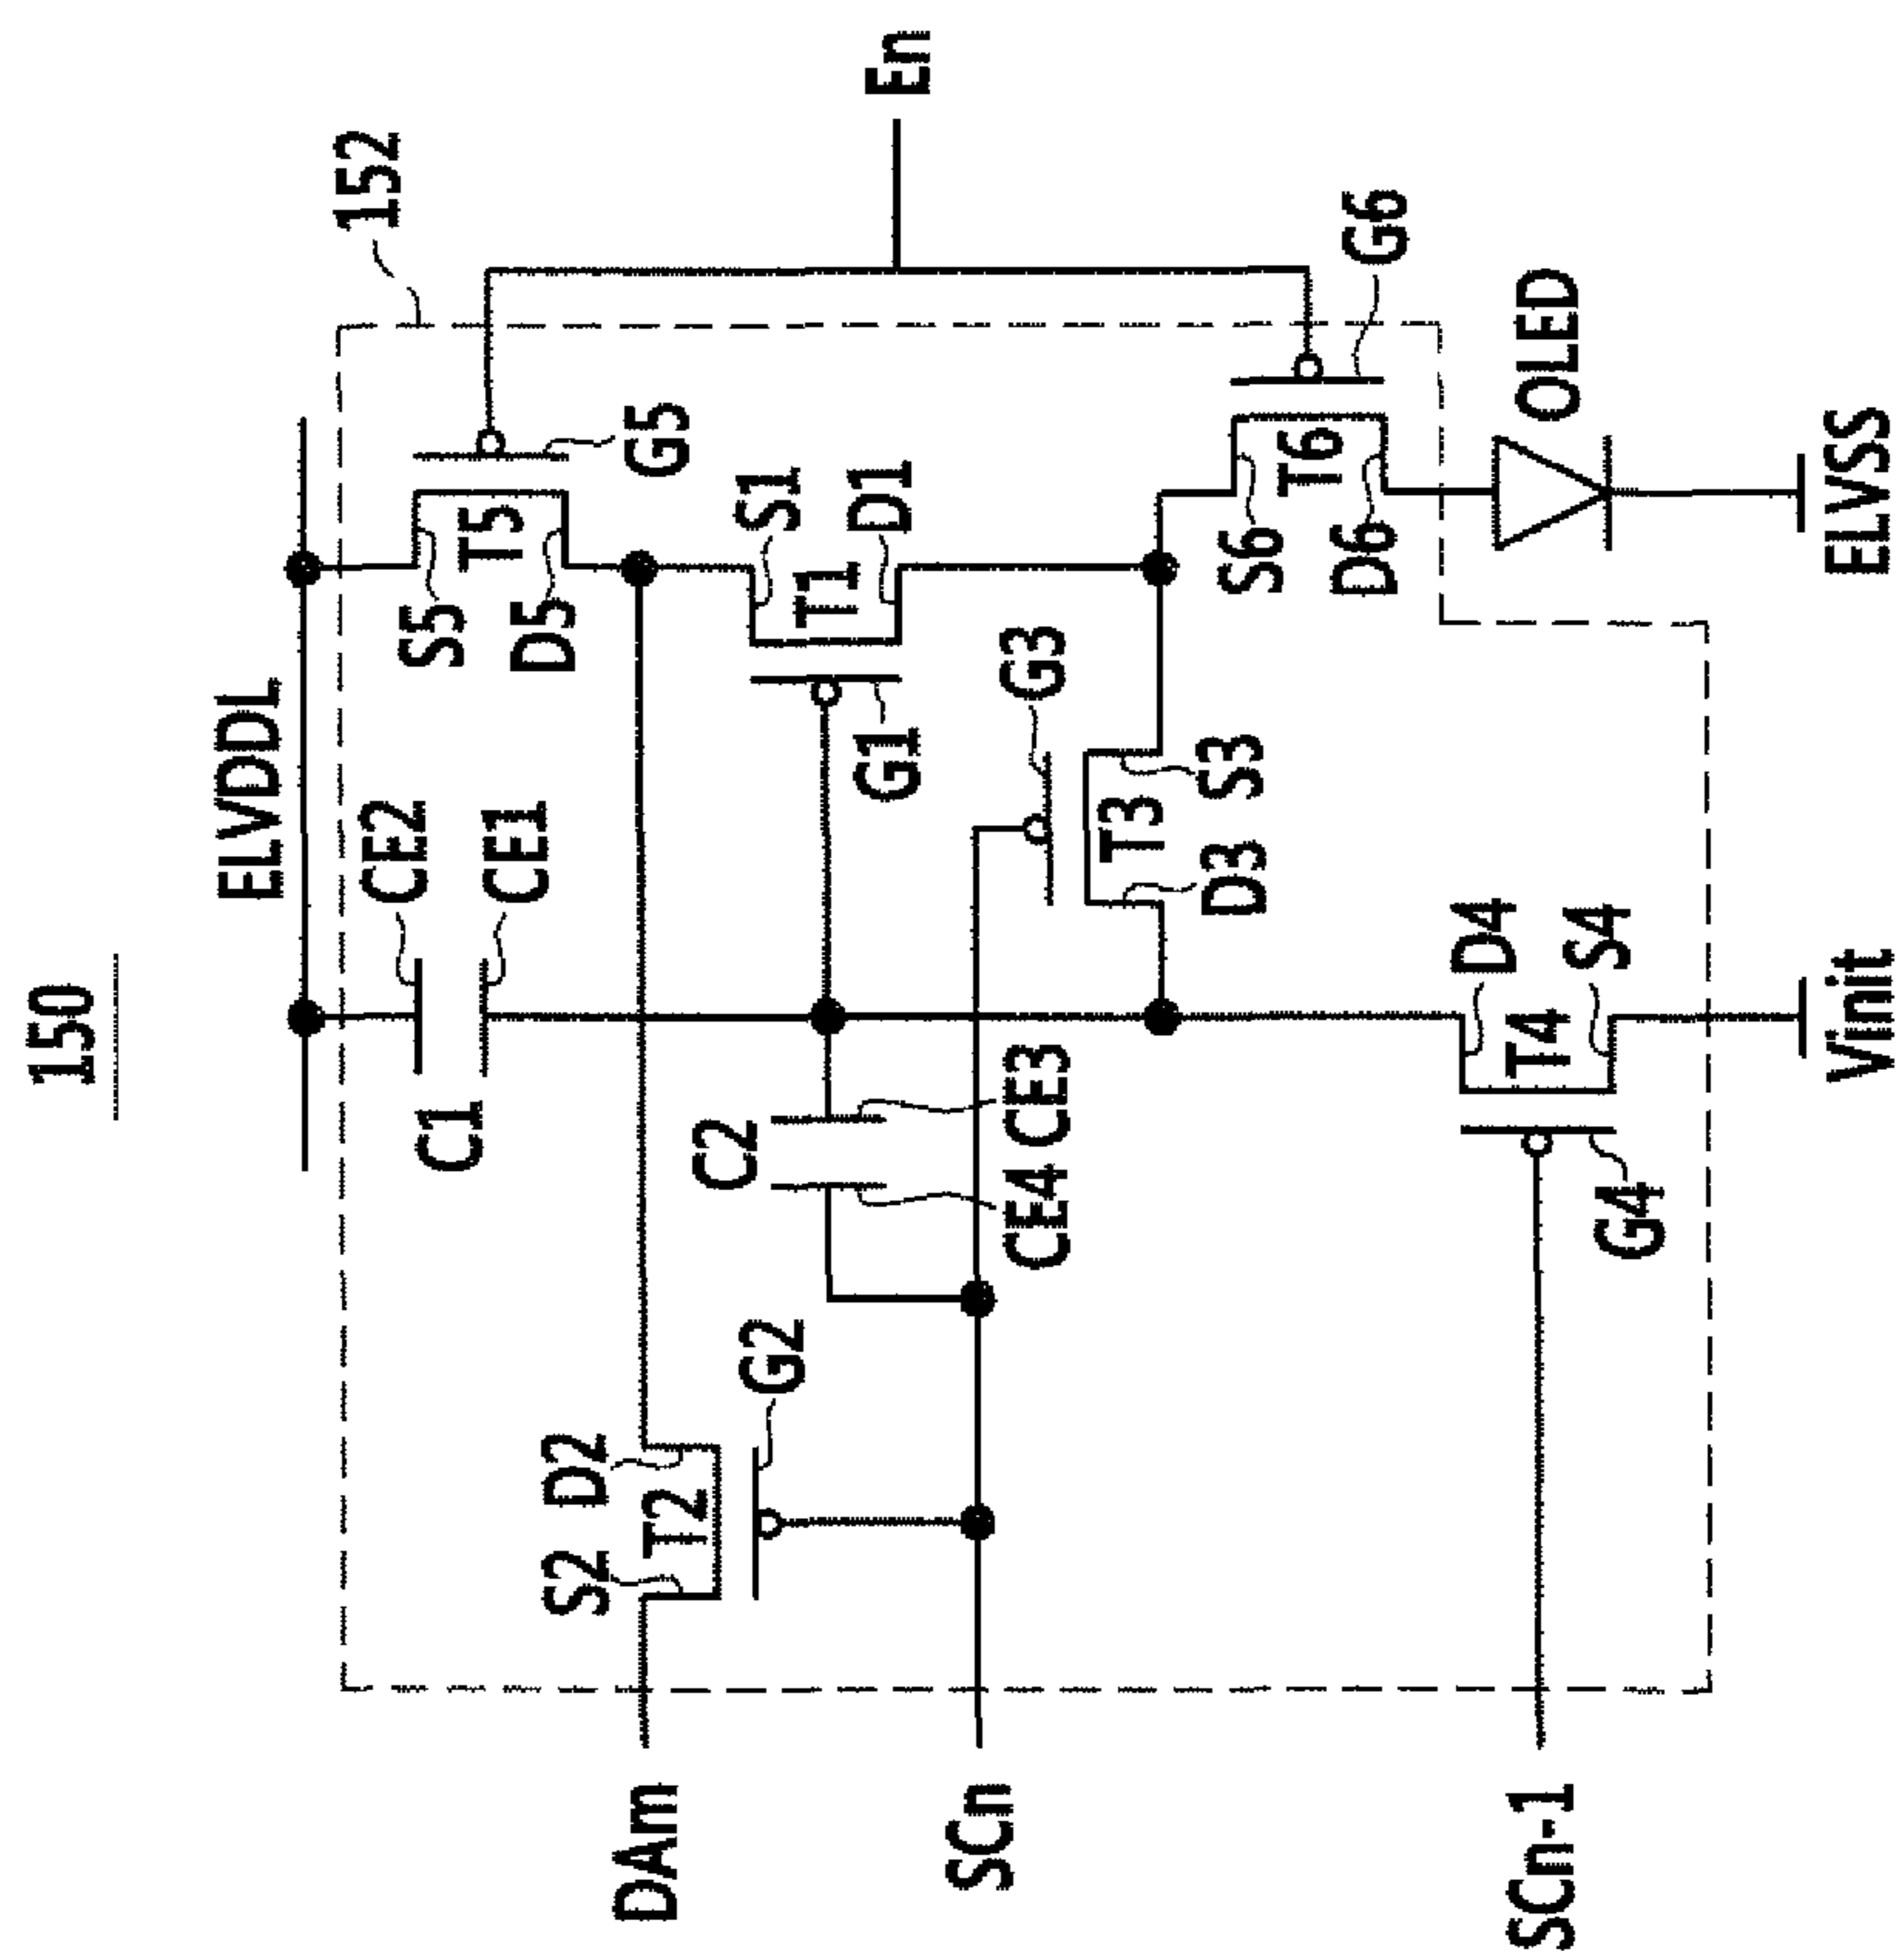 150
152
ELVDDL
CE2
CE1
C1
S5
T5
D5
G5
En
DAm
S2
T2
D2
G2
C2
CE4
CE3
G1
S1
T1
D1
G3
SCn
D3
T3
S3
S6
T6
D6
G6
OLED
SCn-1
G4
D4
T4
S4
Vinit
ELVSS